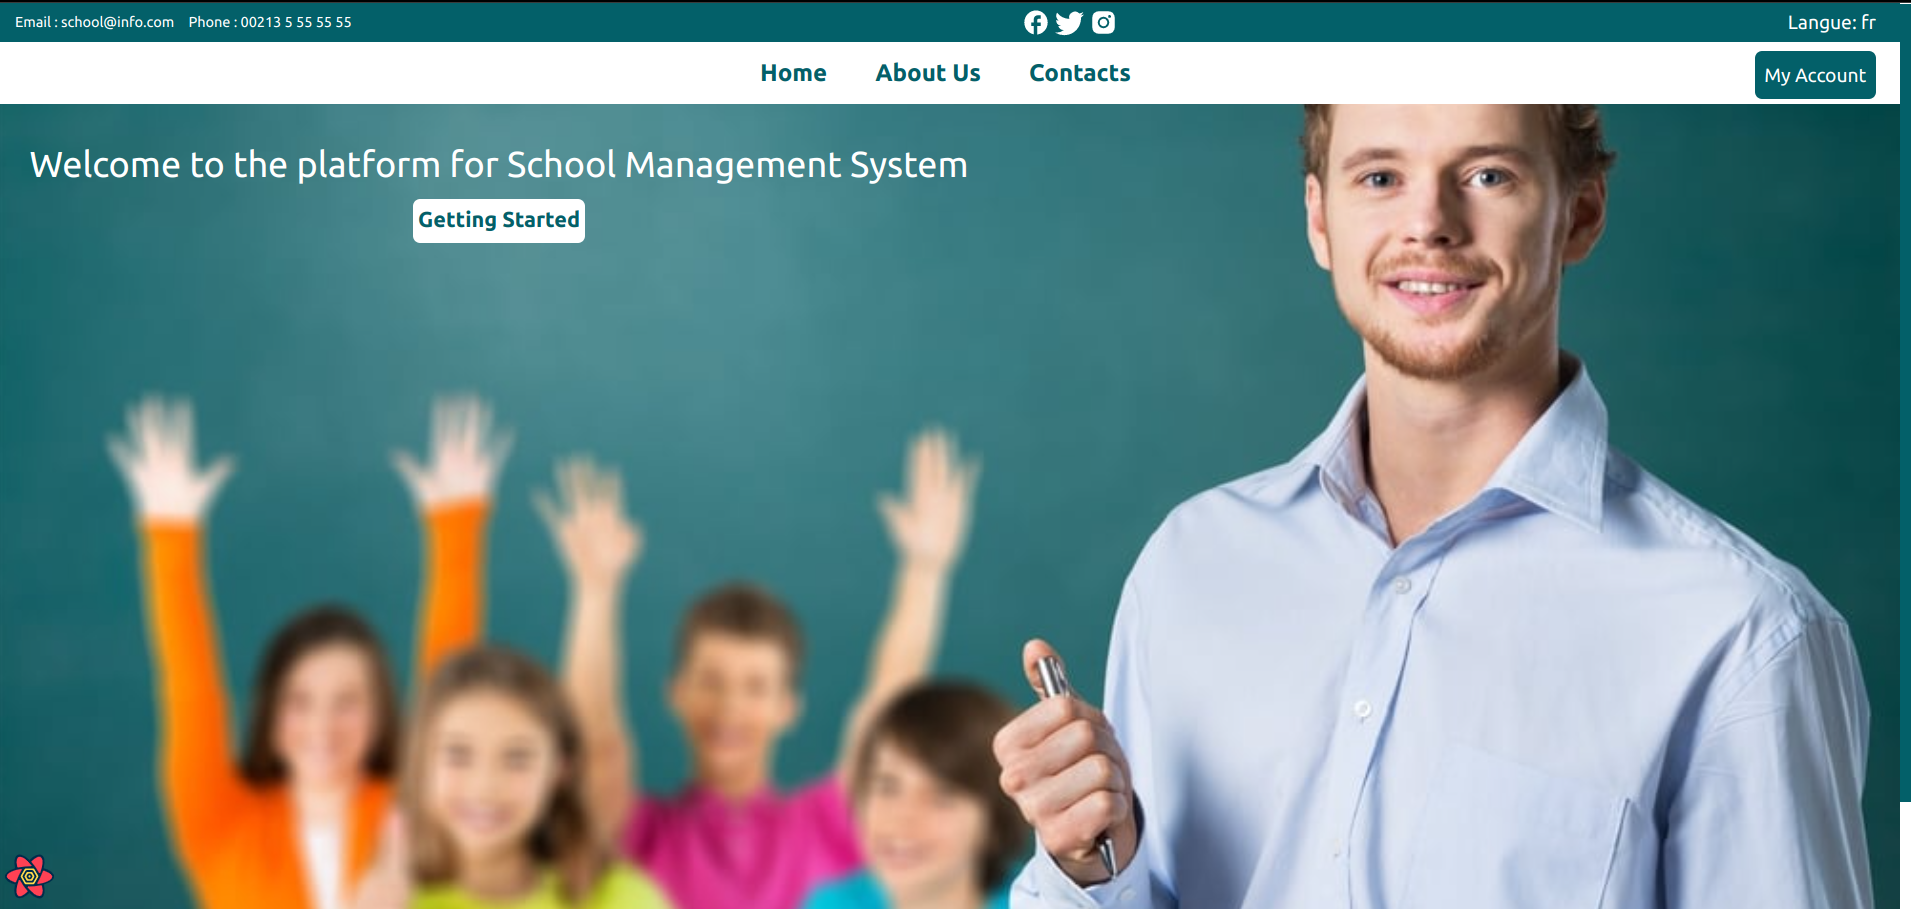 Email : school@info.com Phone : 00213 5 55 55 55 Langue: fr
Home About Us Contacts My Account
Welcome to the platform for School Management System
Getting Started